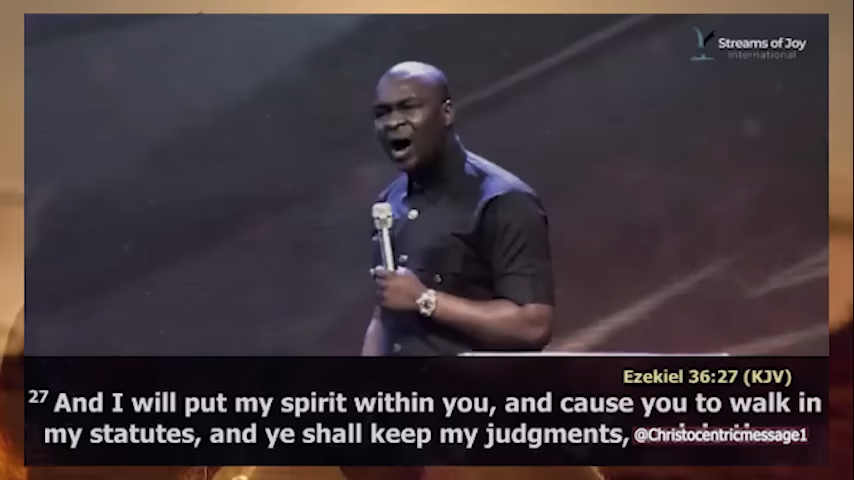 Streams of Joy
International
Ezekiel 36:27 (KJV)
27 And I will put my spirit within you, and cause you to walk in
my statutes, and ye shall keep my judgments, @Christocentricmessage1